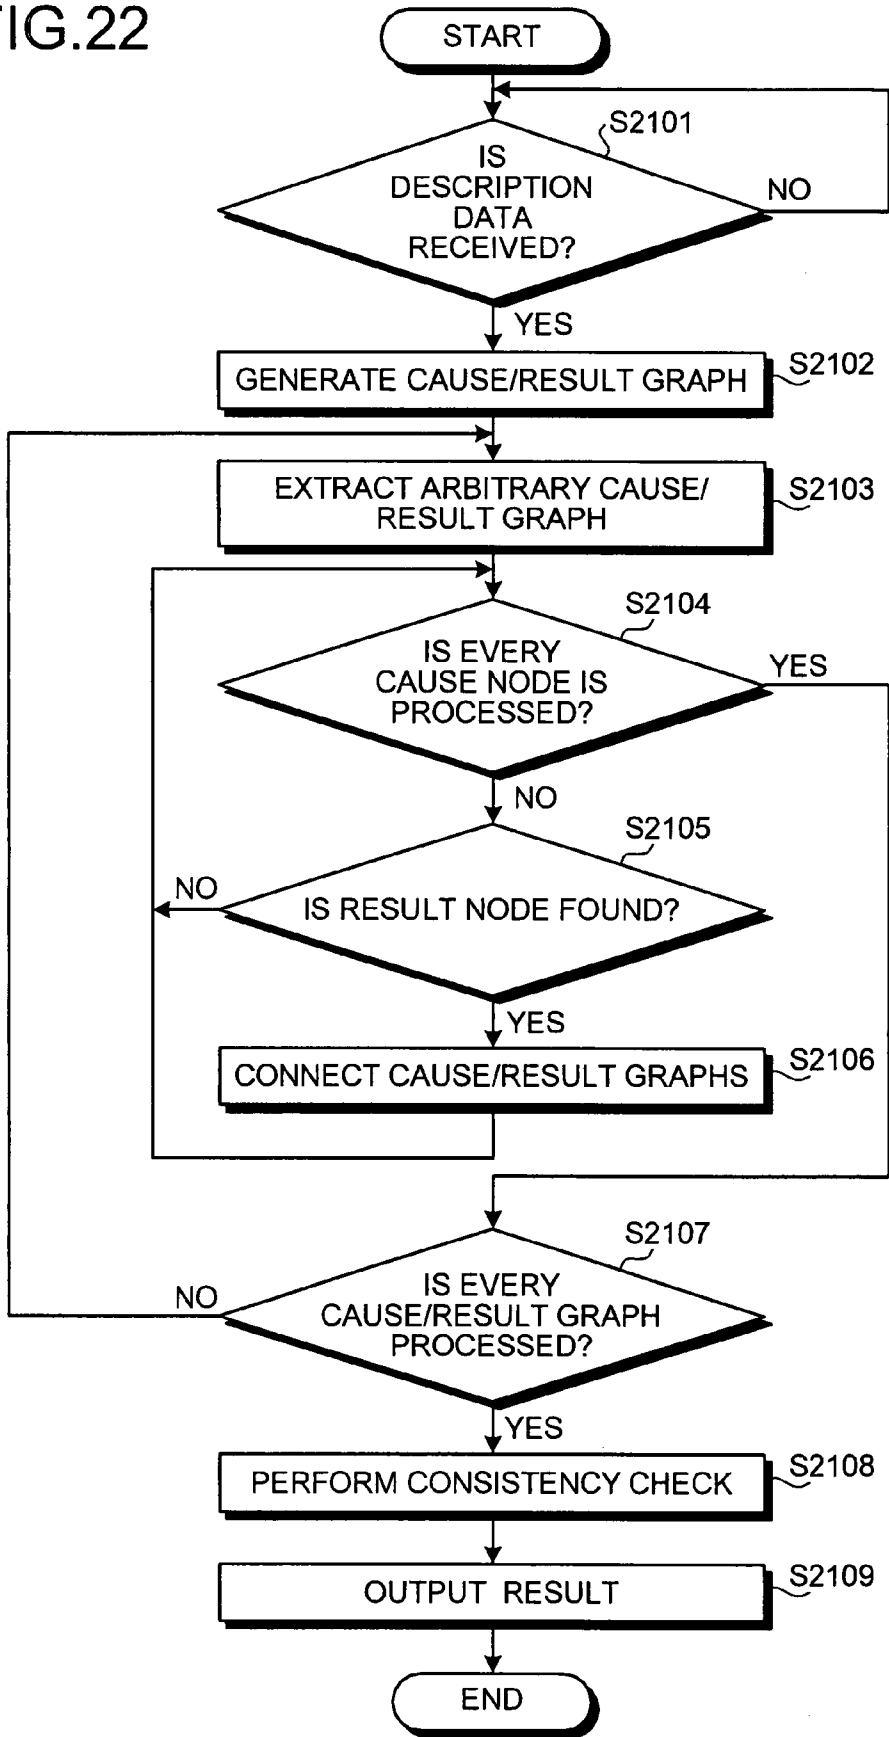 FIG.22
START
S2101
IS
DESCRIPTION
DATA
RECEIVED?
NO
YES
GENERATE CAUSE/RESULT GRAPH
S2102
EXTRACT ARBITRARY CAUSE/
RESULT GRAPH
S2103
S2104
IS EVERY
CAUSE NODE IS
PROCESSED?
YES
NO
S2105
NO
IS RESULT NODE FOUND?
YES
CONNECT CAUSE/RESULT GRAPHS
S2106
S2107
NO
IS EVERY
CAUSE/RESULT GRAPH
PROCESSED?
YES
PERFORM CONSISTENCY CHECK
S2108
OUTPUT RESULT
S2109
END